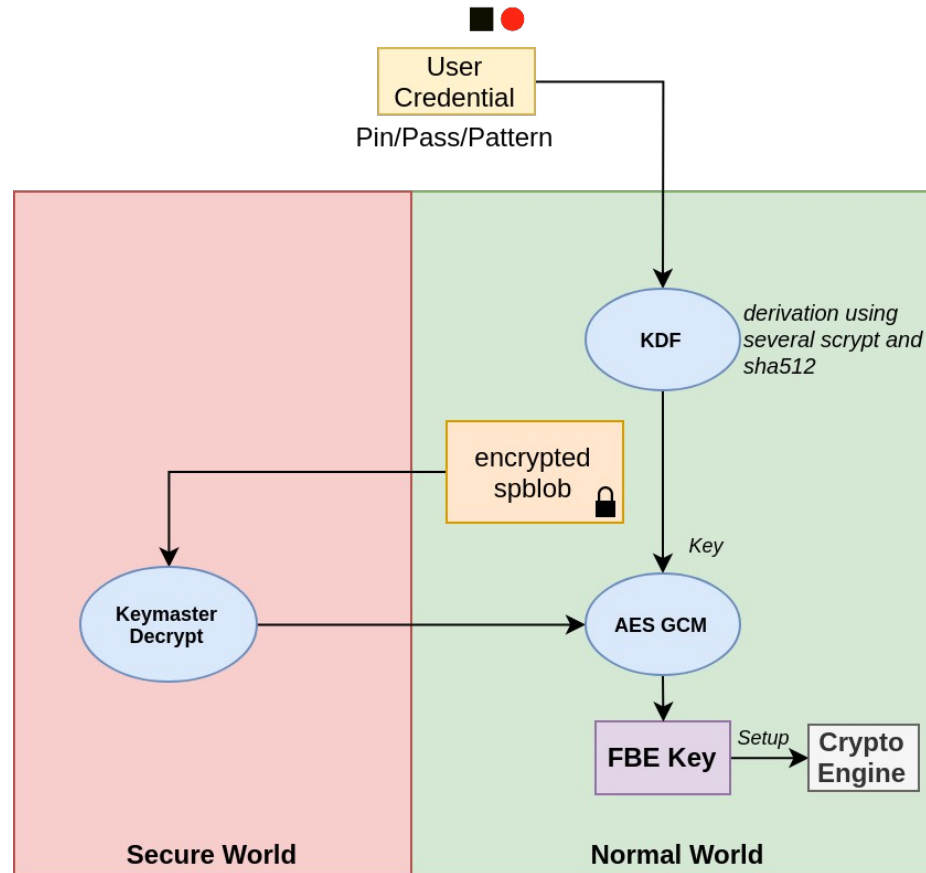 User
Credential
Pin/Pass/Pattern
KDF
derivation using
several scrypt and
sha512
encrypted
spblob
Key
Keymaster
Decrypt
AES GCM
FBE Key
Setup
Crypto
Engine
Secure World
Normal World